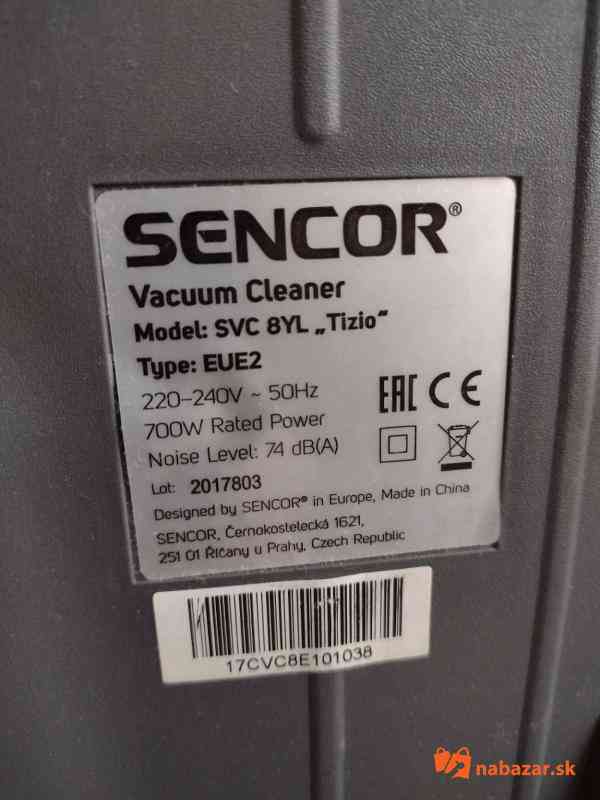 SENCOR®
Vacuum Cleaner
Model: SVC 8YL „Tizio“
Type: EUE2
220-240V ~ 50Hz
700W Rated Power
Noise Level: 74 dB(A)
EAC CE
Lot: 2017803
Designed by SENCOR® in Europe, Made in China
SENCOR, Černokostelecká 1621,
251 01 Říčany u Prahy, Czech Republic
17CVC8E101038
nabazar.sk